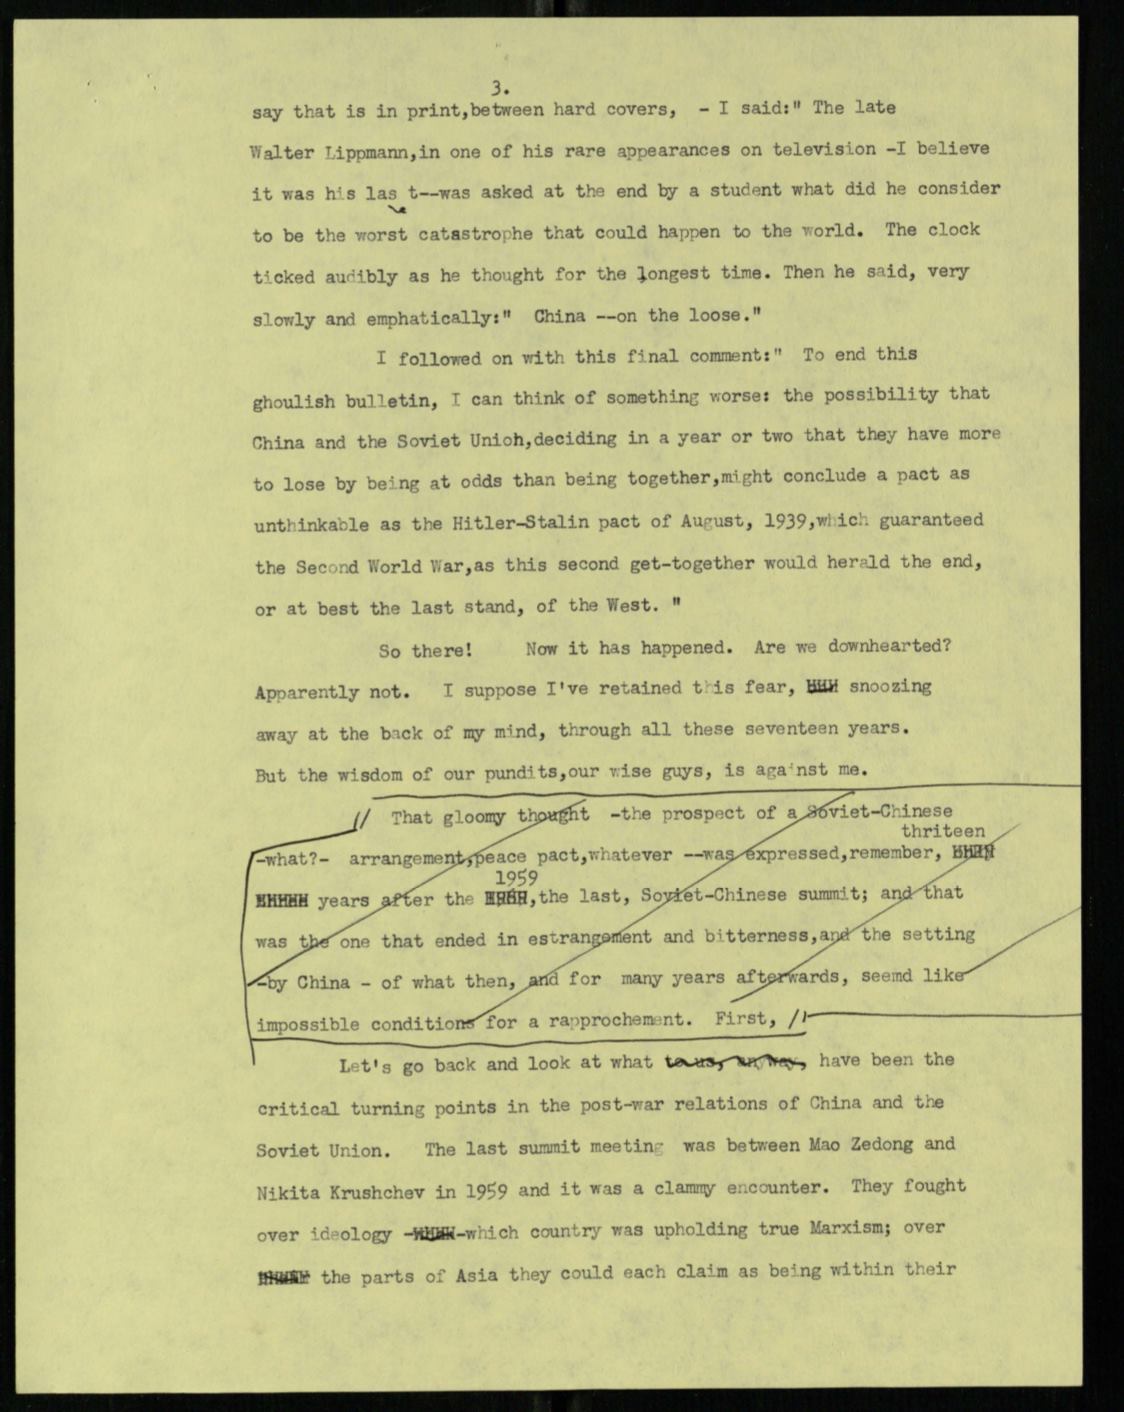 3.
say that is in print,between hard covers, - I said:" The late
Walter Lippmann,in one of his rare appearances on television -I believe
it was his las t--was asked at the end by a student what did he consider
to be the worst catastrophe that could happen to the world. The clock
ticked audibly as he thought for the longest time. Then he said, very
slowly and emphatically:" China --on the loose."
I followed on with this final comment:" To end this
ghoulish bulletin, I can think of something worse: the possibility that
China and the Soviet Unioh,deciding in a year or two that they have more
to lose by being at odds than being together,might conclude a pact as
unthinkable as the Hitler-Stalin pact of August, 1939,which guaranteed
the Second World War,as this second get-together would herald the end,
or at best the last stand, of the West. "
So there! Now it has happened. Are we downhearted?
Apparently not. I suppose I've retained this fear, snoozing
away at the back of my mind, through all these seventeen years.
But the wisdom of our pundits,our wise guys, is against me.
// That gloomy thought -the prospect of a Soviet-Chinese
thriteen
-what?- arrangement,peace pact,whatever --was expressed,remember,
1959
years after the ,the last, Soviet-Chinese summit; and that
was the one that ended in estrangement and bitterness,and the setting
-by China - of what then, and for many years afterwards, seemd like
impossible conditions for a rapprochement. First, //
Let's go back and look at what to us, anyway, have been the
critical turning points in the post-war relations of China and the
Soviet Union. The last summit meeting was between Mao Zedong and
Nikita Krushchev in 1959 and it was a clammy encounter. They fought
over ideology --which country was upholding true Marxism; over
the parts of Asia they could each claim as being within their